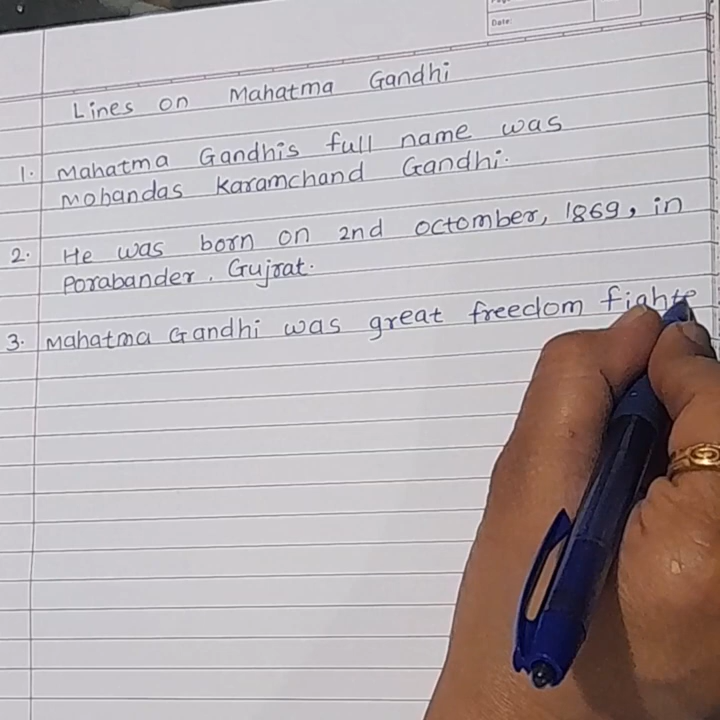 Date:
Lines on Mahatma Gandhi
1. Mahatma Gandhis full name was
Mohandas Karamchand Gandhi.
2. He was born on 2nd octomber, 1869, in
Porabander, Gujrat.
3. Mahatma Gandhi was great freedom fighte